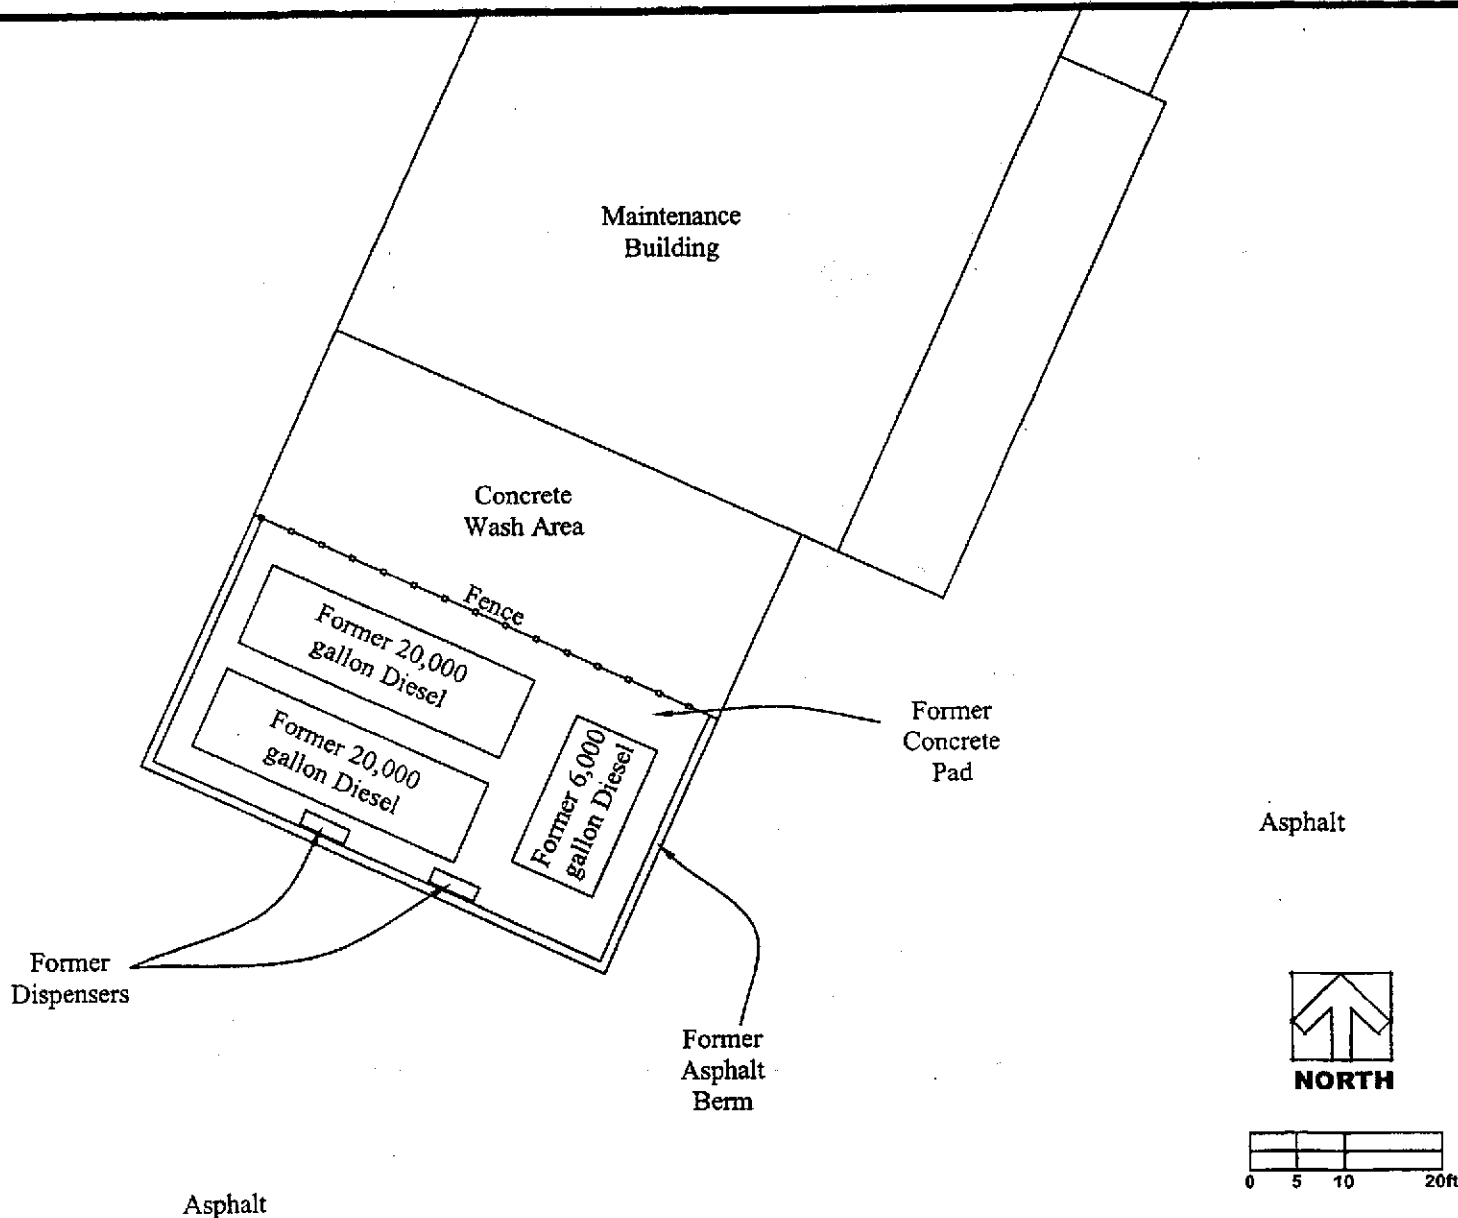 Maintenance
Building
Concrete
Wash Area
Fence
Former 20,000
gallon Diesel
Former 20,000
gallon Diesel
Former 6,000
gallon Diesel
Former
Concrete
Pad
Asphalt
Former
Dispensers
Former
Asphalt
Berm
NORTH
0 5 10 20ft
Asphalt